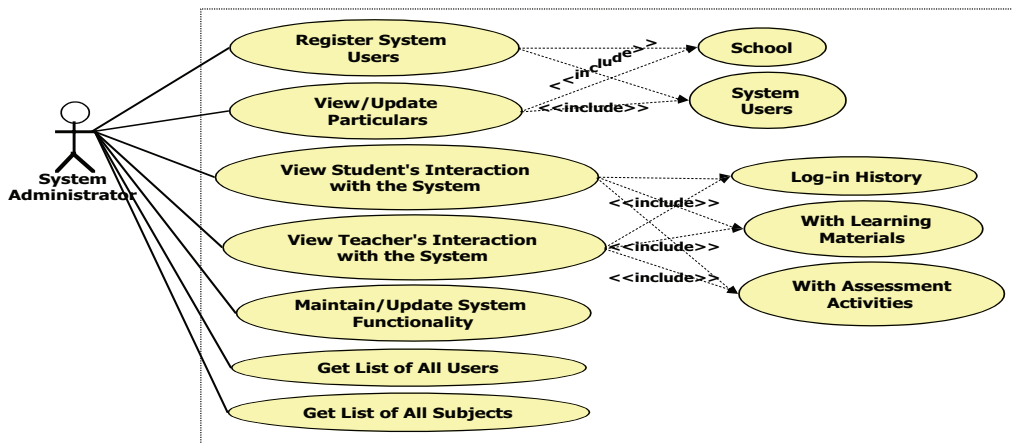 Register System
Users
School
<<include>>
System
Users
View/Update
Particulars
<<include>>
System
Administrator
View Student's Interaction
with the System
Log-in History
<<include>>
With Learning
Materials
View Teacher's Interaction
with the System
<<include>>
<<include>>
With Assessment
Activities
Maintain/Update System
Functionality
Get List of All Users
Get List of All Subjects